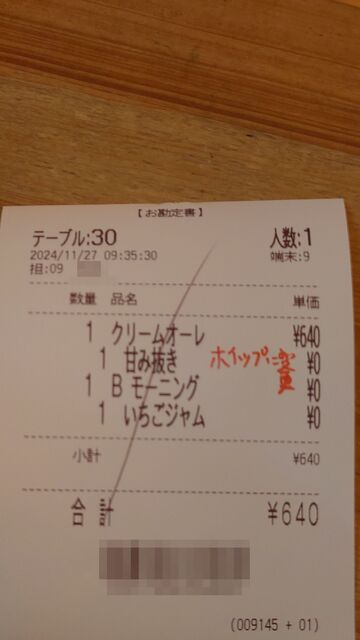 【お勘定書】
テーブル:30 人数:1
2024/11/27 09:35:30 端末:9
担:09
数量 品名 単価
1 クリームオーレ ¥640
1 甘み抜き ¥0
ホイップに変
1 B モーニング ¥0
1 いちごジャム ¥0
小計 ¥640
合計 ¥640
(009145 + 01)